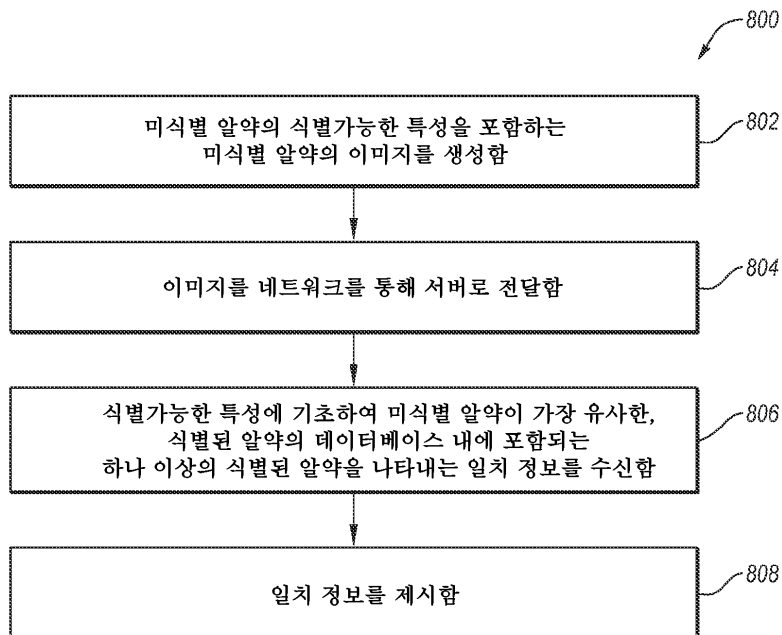 800
미식별 알약의 식별가능한 특성을 포함하는
미식별 알약의 이미지를 생성함
802
이미지를 네트워크를 통해 서버로 전달함
804
식별가능한 특성에 기초하여 미식별 알약이 가장 유사한,
식별된 알약의 데이터베이스 내에 포함되는
하나 이상의 식별된 알약을 나타내는 일치 정보를 수신함
806
일치 정보를 제시함
808